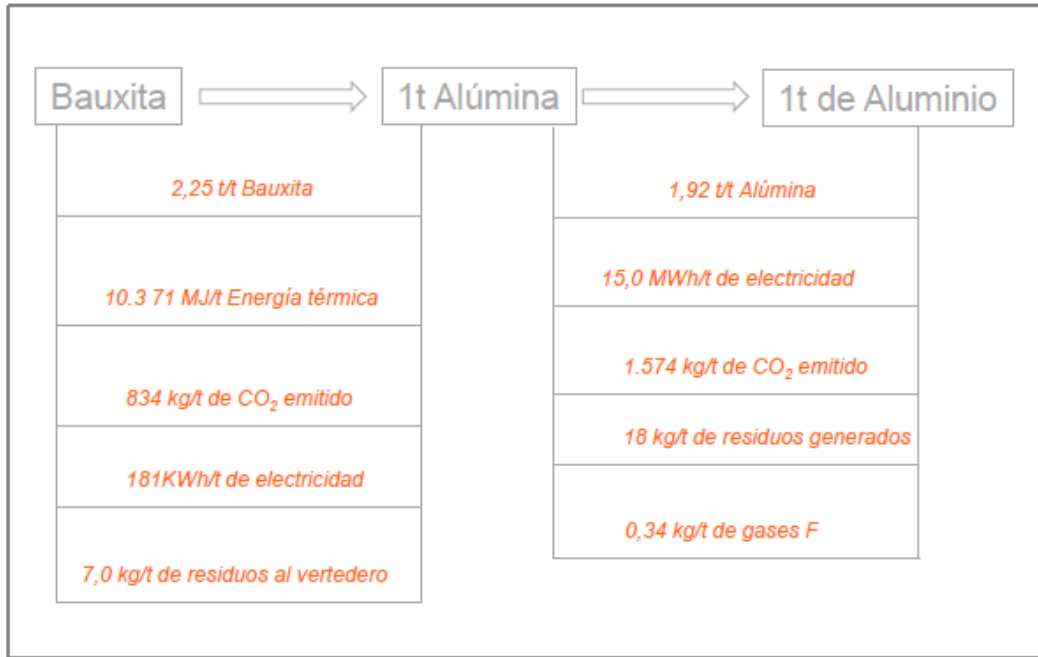 Bauxita
1t Alúmina
1t de Aluminio
2,25 t/t Bauxita
10.3 71 MJ/t Energía térmica
834 kg/t de CO₂ emitido
181KWh/t de electricidad
7,0 kg/t de residuos al vertedero
1,92 t/t Alúmina
15,0 MWh/t de electricidad
1.574 kg/t de CO₂ emitido
18 kg/t de residuos generados
0,34 kg/t de gases F